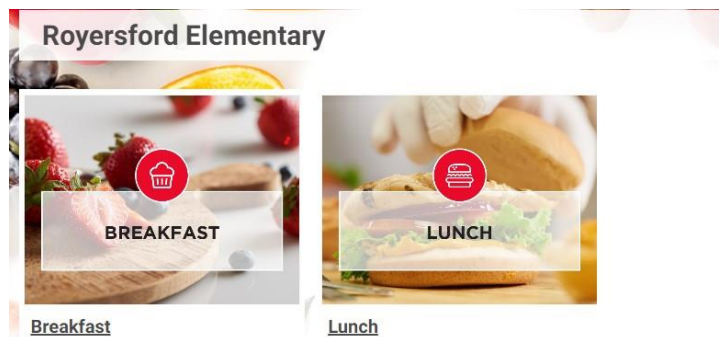 Royersford Elementary
BREAKFAST
LUNCH
Breakfast
Lunch